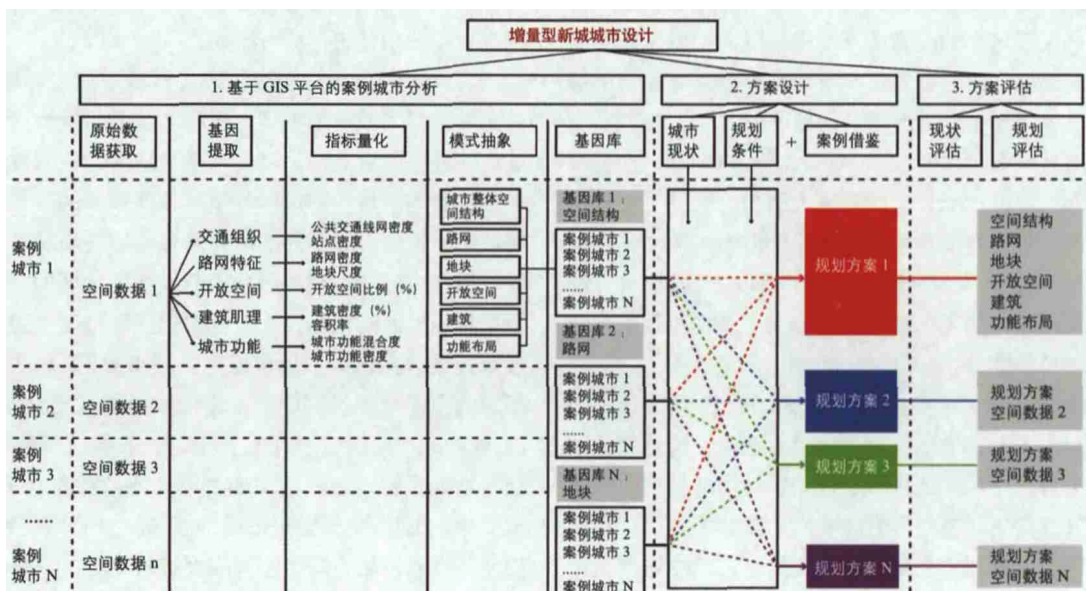 增量型新城城市设计
1. 基于 GIS 平台的案例城市分析
2. 方案设计
3. 方案评估
原始数
据获取
基因
提取
指标量化
模式抽象
基因库
城市
现状
规划
条件
+
案例借鉴
现状
评估
规划
评估
案例
城市 1
空间数据 1
交通组织
路网特征
开放空间
建筑肌理
城市功能
公共交通线网密度
站点密度
路网密度
地块尺度
开放空间比例（%）
建筑密度（%）
容积率
城市功能混合度
城市功能密度
城市整体空
间结构
路网
地块
开放空间
建筑
功能布局
基因库 1：
空间结构
案例城市 1
案例城市 2
案例城市 3
……
案例城市 N
基因库 2：
路网
规划方案 1
空间结构
路网
地块
开放空间
建筑
功能布局
案例
城市 2
空间数据 2
案例城市 1
案例城市 2
案例城市 3
……
案例城市 N
规划方案 2
规划方案
空间数据 2
案例
城市 3
空间数据 3
基因库 N：
地块
规划方案 3
规划方案
空间数据 3
……
案例
城市 N
空间数据 n
案例城市 1
案例城市 2
案例城市 3
……
案例城市 N
规划方案 N
规划方案
空间数据 N